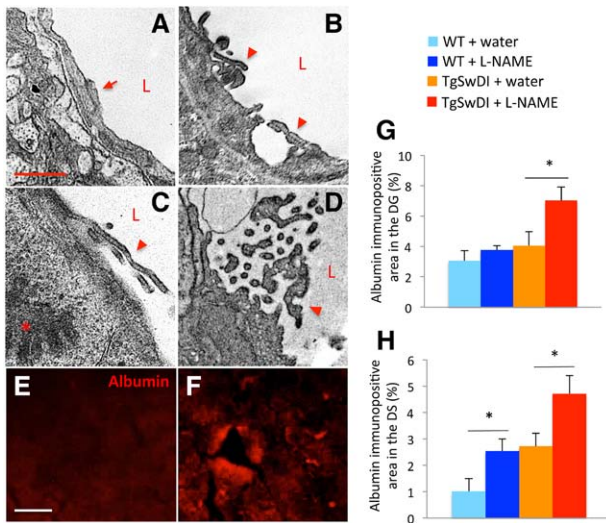 A
L
B
L
C
L
*
D
L
E
Albumin
F
WT + water
WT + L-NAME
TgSwDI + water
TgSwDI + L-NAME
G
Albumin immunopositive
area in the DG (%)
10
8
6
4
2
0
*
H
Albumin immunopositive
area in the DS (%)
6
5
4
3
2
1
0
*
*